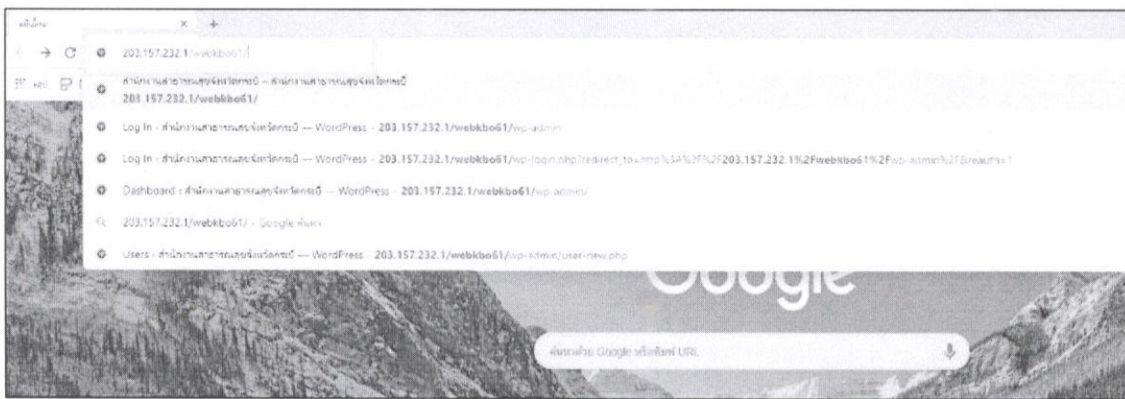 แท็บใหม่
203.157.232.1/webkbo61/
แอป
สำนักงานสาธารณสุขจังหวัดกระบี่ – สำนักงานสาธารณสุขจังหวัดกระบี่
203.157.232.1/webkbo61/
Log In ‹ สำนักงานสาธารณสุขจังหวัดกระบี่ — WordPress - 203.157.232.1/webkbo61/wp-admin
Log In ‹ สำนักงานสาธารณสุขจังหวัดกระบี่ — WordPress - 203.157.232.1/webkbo61/wp-login.php?redirect_to=http%3A%2F%2F203.157.232.1%2Fwebkbo61%2Fwp-admin%2F&reauth=1
Dashboard ‹ สำนักงานสาธารณสุขจังหวัดกระบี่ — WordPress - 203.157.232.1/webkbo61/wp-admin/
203.157.232.1/webkbo61/ - Google ค้นหา
Users ‹ สำนักงานสาธารณสุขจังหวัดกระบี่ — WordPress - 203.157.232.1/webkbo61/wp-admin/user-new.php
Google
ค้นหาด้วย Google หรือพิมพ์ URL